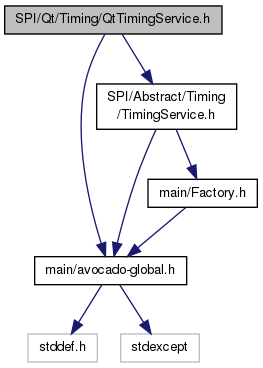 SPI/Qt/Timing/QtTimingService.h
SPI/Abstract/Timing
/TimingService.h
main/Factory.h
main/avocado-global.h
stddef.h
stdexcept